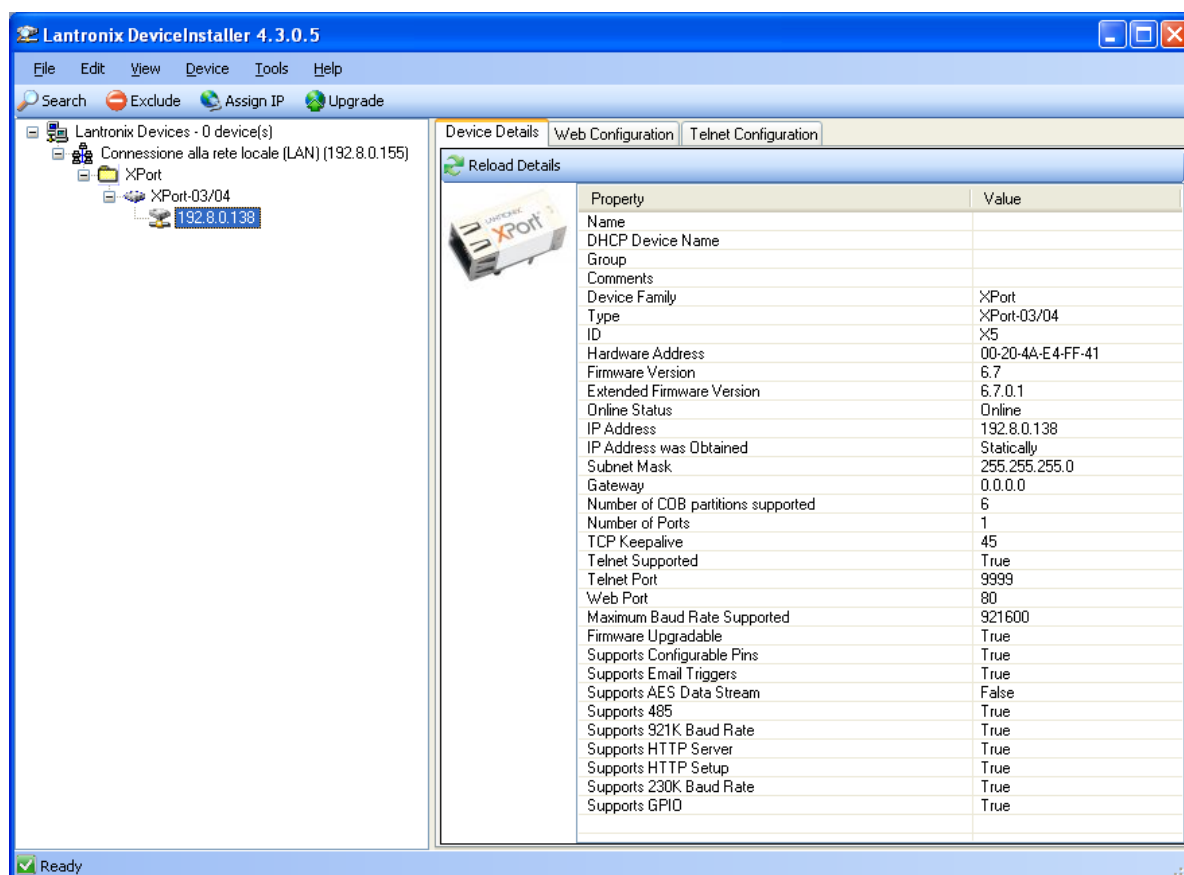 Lantronix DeviceInstaller 4.3.0.5
File Edit View Device Tools Help
Search Exclude Assign IP Upgrade
Lantronix Devices - 0 device(s)
Connessione alla rete locale (LAN) (192.8.0.155)
XPort
XPort-03/04
192.8.0.138
Device Details Web Configuration Telnet Configuration
Reload Details
LANTRONIX
XPort
Property Value
Name
DHCP Device Name
Group
Comments
Device Family XPort
Type XPort-03/04
ID X5
Hardware Address 00-20-4A-E4-FF-41
Firmware Version 6.7
Extended Firmware Version 6.7.0.1
Online Status Online
IP Address 192.8.0.138
IP Address was Obtained Statically
Subnet Mask 255.255.255.0
Gateway 0.0.0.0
Number of COB partitions supported 6
Number of Ports 1
TCP Keepalive 45
Telnet Supported True
Telnet Port 9999
Web Port 80
Maximum Baud Rate Supported 921600
Firmware Upgradable True
Supports Configurable Pins True
Supports Email Triggers True
Supports AES Data Stream False
Supports 485 True
Supports 921K Baud Rate True
Supports HTTP Server True
Supports HTTP Setup True
Supports 230K Baud Rate True
Supports GPIO True
Ready